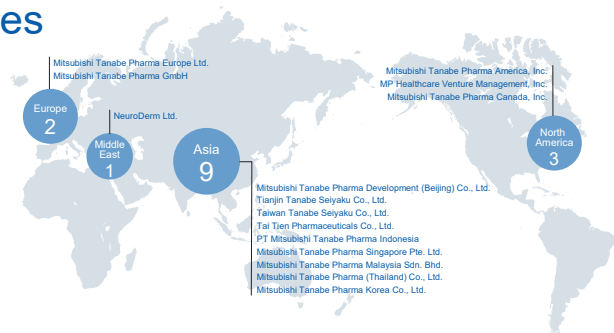 es
Mitsubishi Tanabe Pharma Europe Ltd.
Mitsubishi Tanabe Pharma GmbH
Europe
2
NeuroDerm Ltd.
Middle
East
1
Asia
9
Mitsubishi Tanabe Pharma Development (Beijing) Co., Ltd.
Tianjin Tanabe Seiyaku Co., Ltd.
Taiwan Tanabe Seiyaku Co., Ltd.
Tai Tien Pharmaceuticals Co., Ltd.
PT Mitsubishi Tanabe Pharma Indonesia
Mitsubishi Tanabe Pharma Singapore Pte. Ltd.
Mitsubishi Tanabe Pharma Malaysia Sdn. Bhd.
Mitsubishi Tanabe Pharma (Thailand) Co., Ltd.
Mitsubishi Tanabe Pharma Korea Co., Ltd.
Mitsubishi Tanabe Pharma America, Inc.
MP Healthcare Venture Management, Inc.
Mitsubishi Tanabe Pharma Canada, Inc.
North
America
3